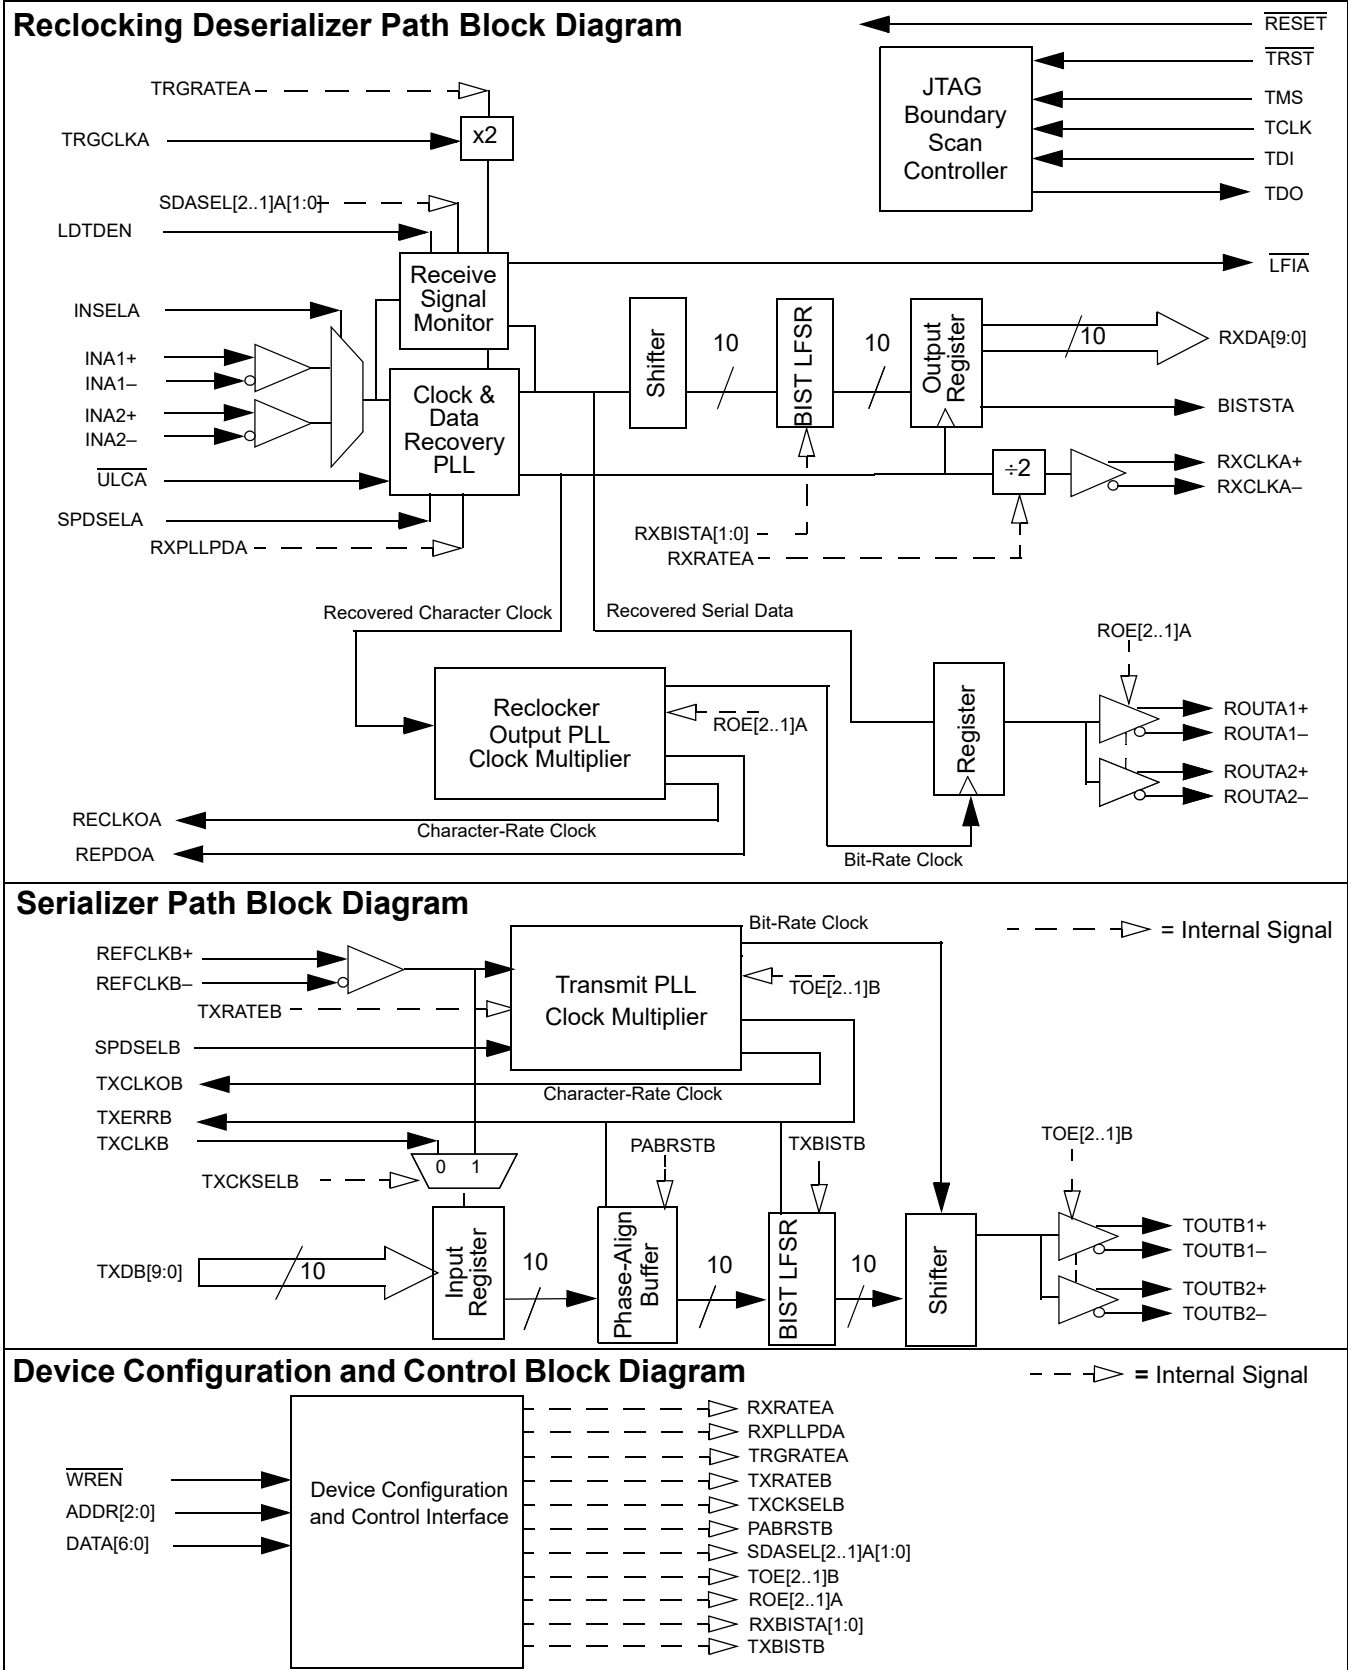 Reclocking Deserializer Path Block Diagram
RESET
TRST
TMS
TCLK
TDI
TDO
JTAG
Boundary
Scan
Controller
TRGRATEA
TRGCLKA
x2
SDASEL[2..1]A[1:0]
LDTDEN
LFIA
Receive
Signal
Monitor
INSELA
INA1+
INA1–
INA2+
INA2–
ULCA
SPDSELA
RXPLLPDA
Clock &
Data
Recovery
PLL
Shifter
10
BIST LFSR
10
Output
Register
10
RXDA[9:0]
BISTSTA
÷2
RXCLKA+
RXCLKA–
RXBISTA[1:0]
RXRATEA
Recovered Character Clock
Recovered Serial Data
Reclocker
Output PLL
Clock Multiplier
ROE[2..1]A
Register
ROE[2..1]A
ROUTA1+
ROUTA1–
ROUTA2+
ROUTA2–
RECLKOA
Character-Rate Clock
REPDOA
Bit-Rate Clock
Serializer Path Block Diagram
= Internal Signal
Bit-Rate Clock
REFCLKB+
REFCLKB–
TXRATEB
SPDSELB
Transmit PLL
Clock Multiplier
TOE[2..1]B
TXCLKOB
Character-Rate Clock
TXERRB
TXCLKB
TXCKSELB
0 1
PABRSTB
TXBISTB
TOE[2..1]B
TXDB[9:0]
10
Input
Register
10
Phase-Align
Buffer
10
BIST LFSR
10
Shifter
TOUTB1+
TOUTB1–
TOUTB2+
TOUTB2–
Device Configuration and Control Block Diagram
= Internal Signal
WREN
ADDR[2:0]
DATA[6:0]
Device Configuration
and Control Interface
RXRATEA
RXPLLPDA
TRGRATEA
TXRATEB
TXCKSELB
PABRSTB
SDASEL[2..1]A[1:0]
TOE[2..1]B
ROE[2..1]A
RXBISTA[1:0]
TXBISTB